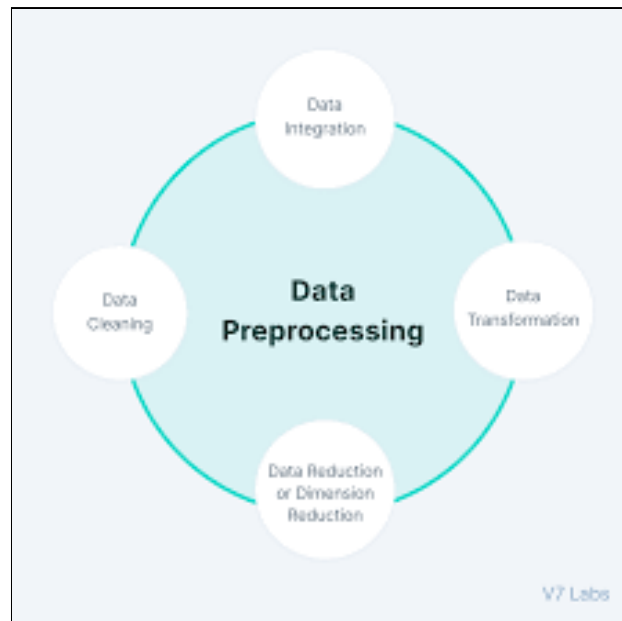 Data
Integration
Data
Cleaning
Data
Preprocessing
Data
Transformation
Data Reduction
or Dimension
Reduction
V7 Labs